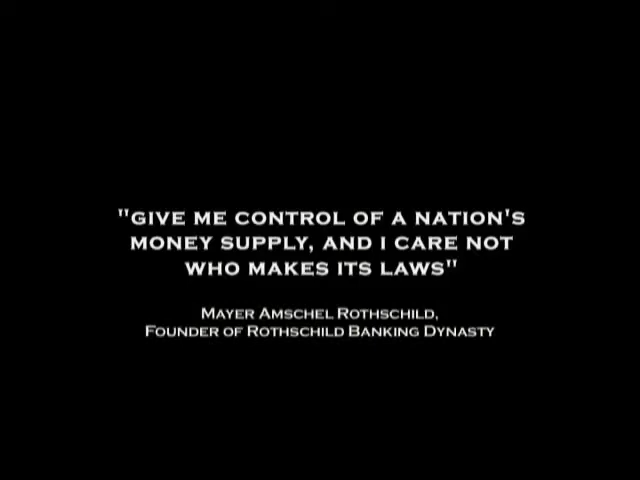 "GIVE ME CONTROL OF A NATION'S
MONEY SUPPLY, AND I CARE NOT
WHO MAKES ITS LAWS"
MAYER AMSCHEL ROTHSCHILD,
FOUNDER OF ROTHSCHILD BANKING DYNASTY